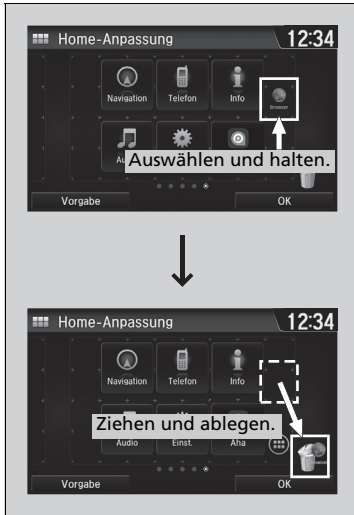 Home-Anpassung 12:34
Navigation Telefon Info Browser
Auswählen und halten.
Vorgabe OK
Home-Anpassung 12:34
Navigation Telefon Info
Ziehen und ablegen.
Audio Einst. Aha
Vorgabe OK